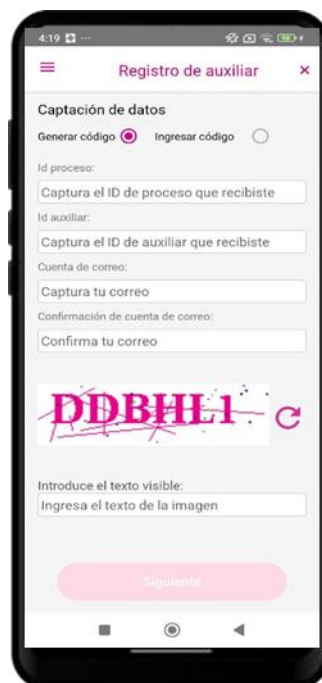 4:19
Registro de auxiliar ×
Captación de datos
Generar código Ingresar código
Id proceso:
Captura el ID de proceso que recibiste
Id auxiliar:
Captura el ID de auxiliar que recibiste
Cuenta de correo:
Captura tu correo
Confirmación de cuenta de correo:
Confirma tu correo
DDBHL1
Introduce el texto visible:
Ingresa el texto de la imagen
Siguiente